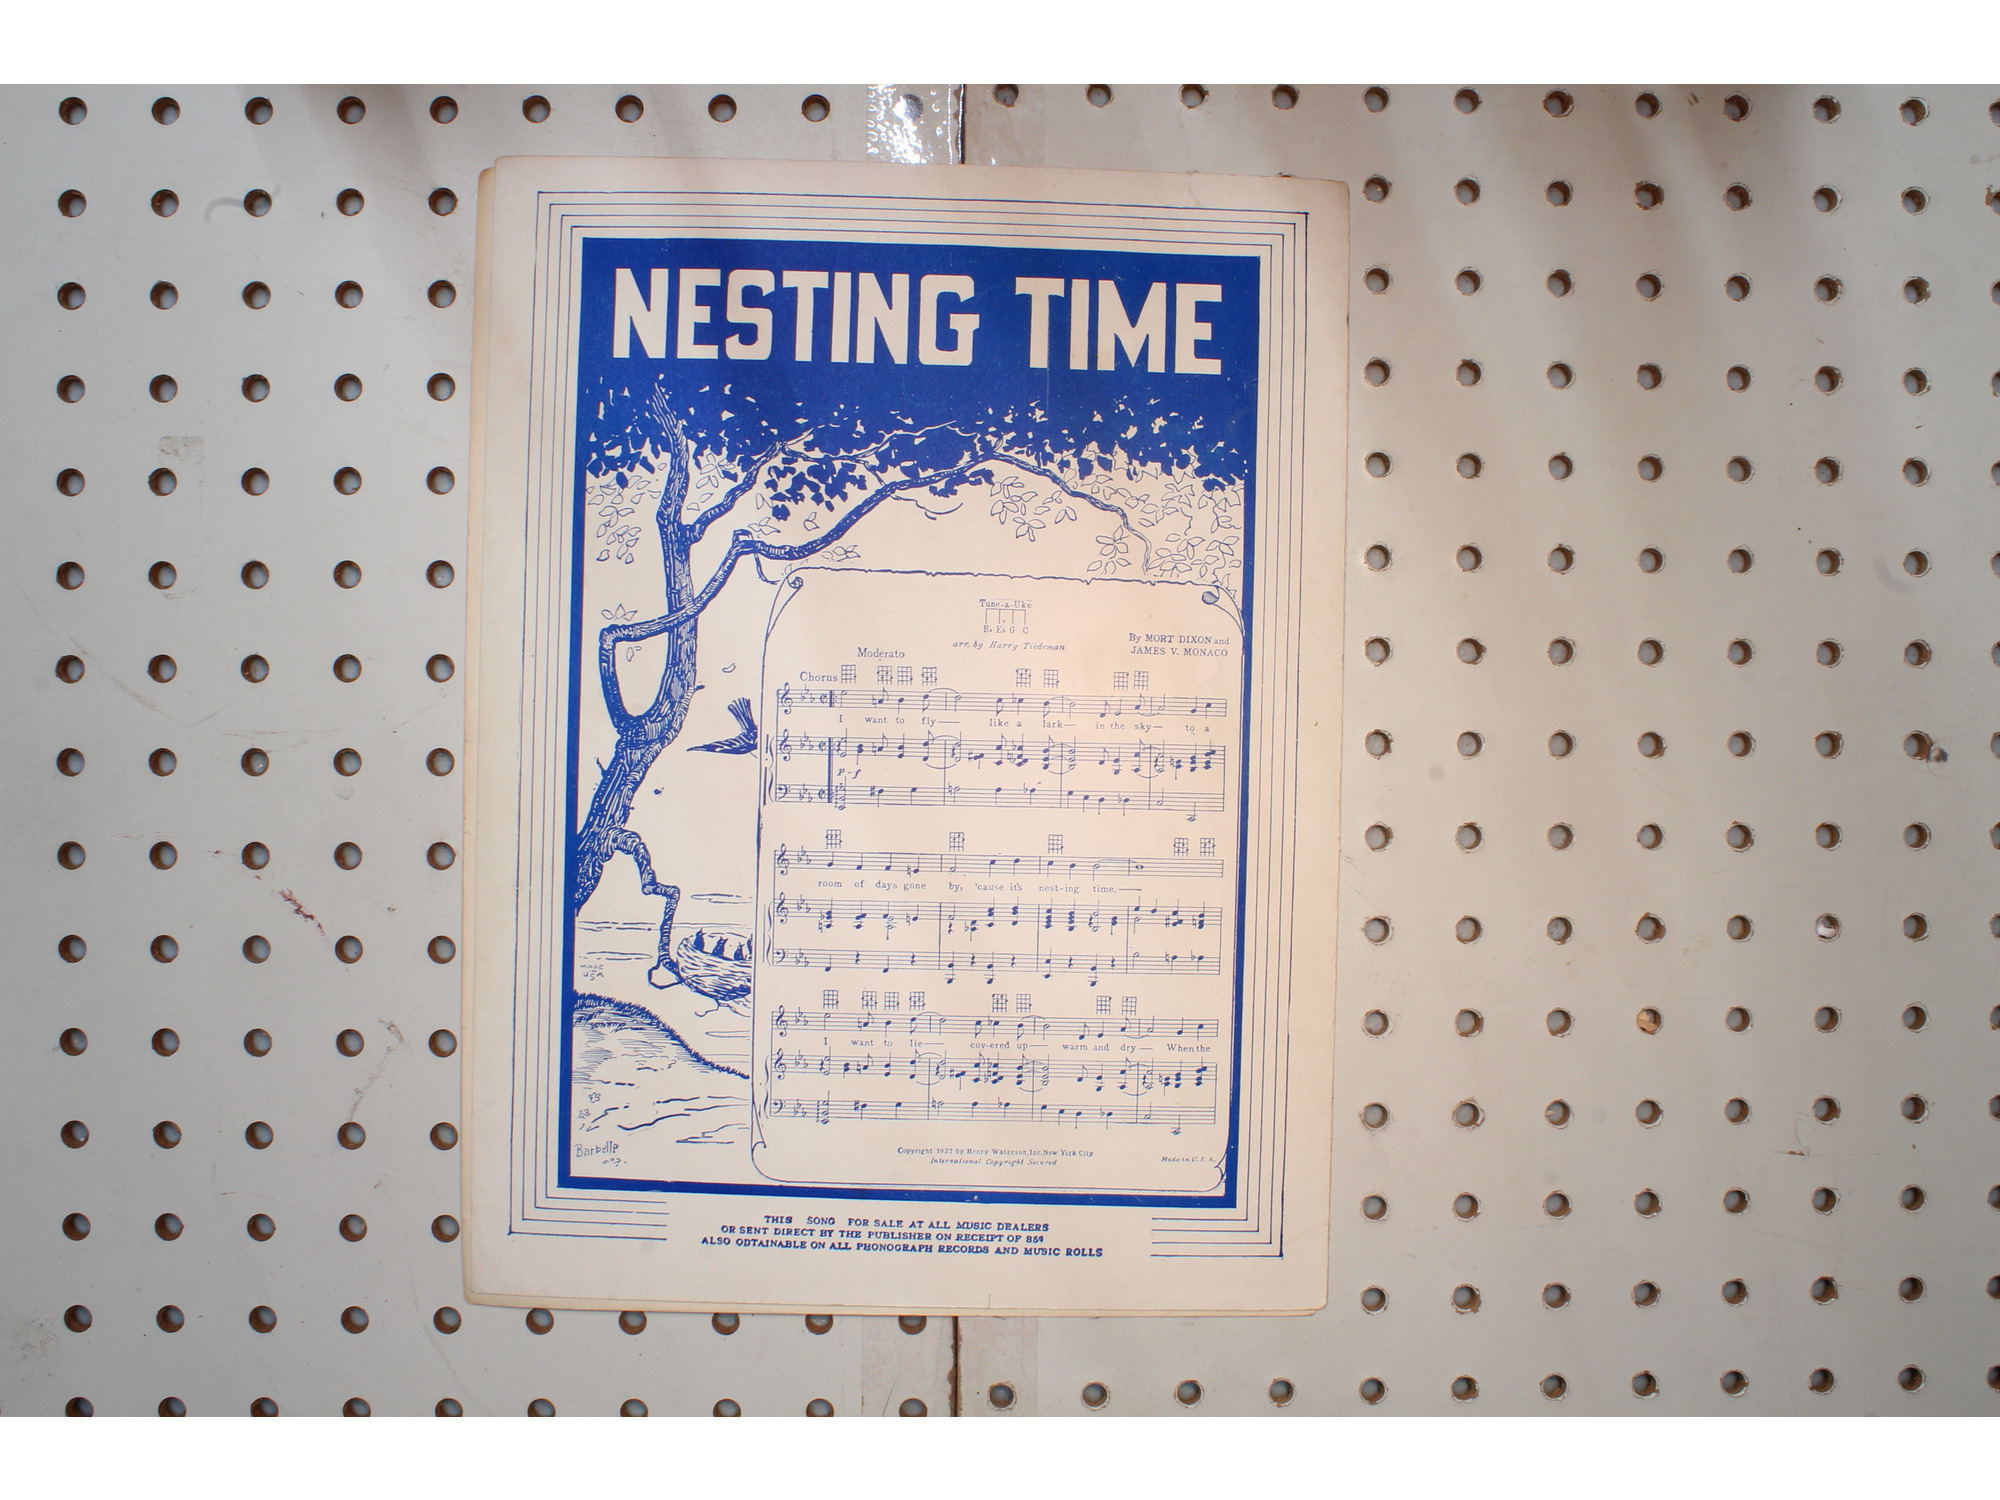 NESTING TIME
Tune-a-Uke
B♭ E♭ G C
arr. by Harry Tiedeman
By MORT DIXON and
JAMES V. MONACO
Moderato
Chorus
I want to fly— like a lark— in the sky— to a
p-f
room of days gone by, 'cause it's nest-ing time.—
I want to lie— cov-ered up— warm and dry— When the
MADE
USA
Barbelle
Copyright 1927 by Henry Waterson, Inc. New York City
International Copyright Secured
Made in U. S. A.
THIS SONG FOR SALE AT ALL MUSIC DEALERS
OR SENT DIRECT BY THE PUBLISHER ON RECEIPT OF
ALSO OBTAINABLE ON ALL PHONOGRAPH RECORDS AND MUSIC ROLLS